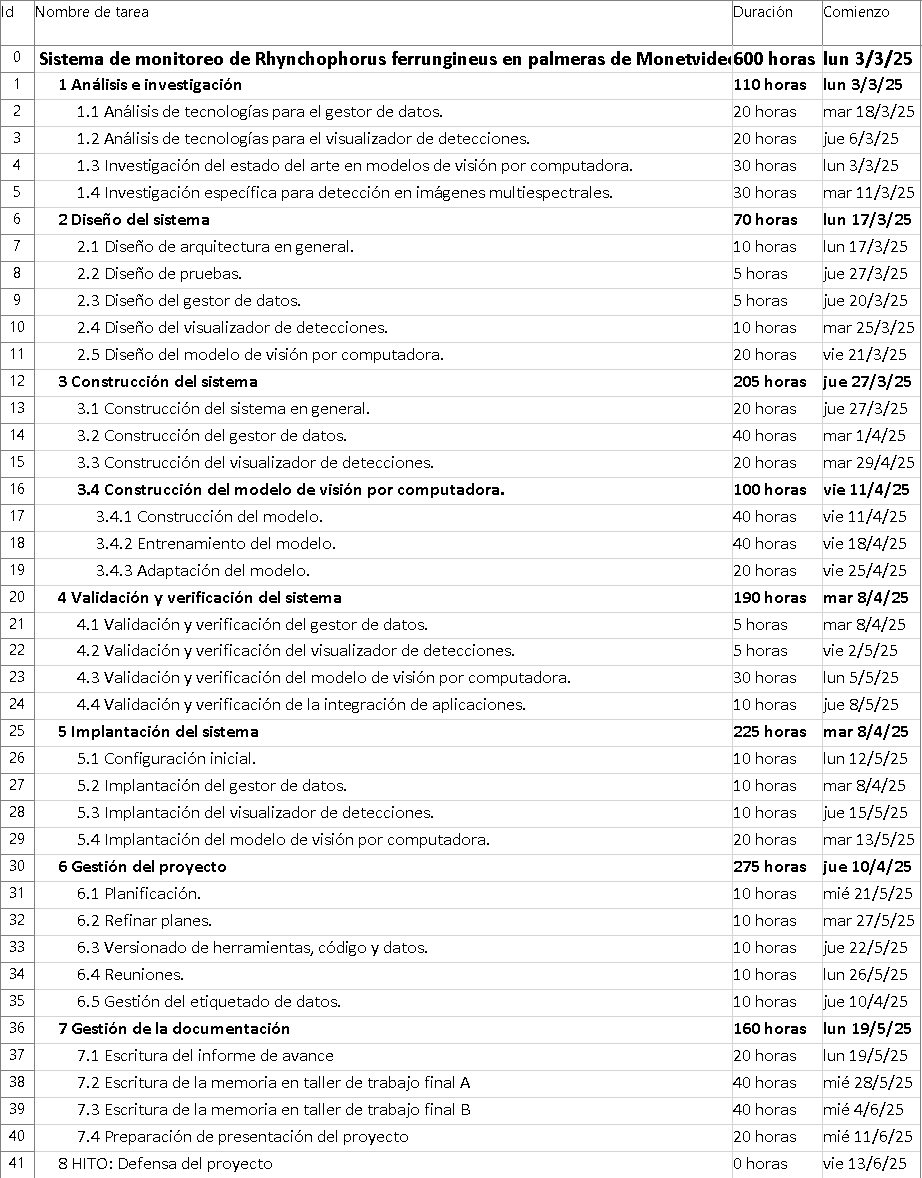 Id Nombre de tarea Duración Comienzo
0 Sistema de monitoreo de Rhynchophorus ferrungineus en palmeras de Monetvide 600 horas lun 3/3/25
1 1 Análisis e investigación 110 horas lun 3/3/25
2 1.1 Análisis de tecnologías para el gestor de datos. 20 horas mar 18/3/25
3 1.2 Análisis de tecnologías para el visualizador de detecciones. 20 horas jue 6/3/25
4 1.3 Investigación del estado del arte en modelos de visión por computadora. 30 horas lun 3/3/25
5 1.4 Investigación específica para detección en imágenes multiespectrales. 30 horas mar 11/3/25
6 2 Diseño del sistema 70 horas lun 17/3/25
7 2.1 Diseño de arquitectura en general. 10 horas lun 17/3/25
8 2.2 Diseño de pruebas. 5 horas jue 27/3/25
9 2.3 Diseño del gestor de datos. 5 horas jue 20/3/25
10 2.4 Diseño del visualizador de detecciones. 10 horas mar 25/3/25
11 2.5 Diseño del modelo de visión por computadora. 20 horas vie 21/3/25
12 3 Construcción del sistema 205 horas jue 27/3/25
13 3.1 Construcción del sistema en general. 20 horas jue 27/3/25
14 3.2 Construcción del gestor de datos. 40 horas mar 1/4/25
15 3.3 Construcción del visualizador de detecciones. 20 horas mar 29/4/25
16 3.4 Construcción del modelo de visión por computadora. 100 horas vie 11/4/25
17 3.4.1 Construcción del modelo. 40 horas vie 11/4/25
18 3.4.2 Entrenamiento del modelo. 40 horas vie 18/4/25
19 3.4.3 Adaptación del modelo. 20 horas vie 25/4/25
20 4 Validación y verificación del sistema 190 horas mar 8/4/25
21 4.1 Validación y verificación del gestor de datos. 5 horas mar 8/4/25
22 4.2 Validación y verificación del visualizador de detecciones. 5 horas vie 2/5/25
23 4.3 Validación y verificación del modelo de visión por computadora. 30 horas lun 5/5/25
24 4.4 Validación y verificación de la integración de aplicaciones. 10 horas jue 8/5/25
25 5 Implantación del sistema 225 horas mar 8/4/25
26 5.1 Configuración inicial. 10 horas lun 12/5/25
27 5.2 Implantación del gestor de datos. 10 horas mar 8/4/25
28 5.3 Implantación del visualizador de detecciones. 10 horas jue 15/5/25
29 5.4 Implantación del modelo de visión por computadora. 20 horas mar 13/5/25
30 6 Gestión del proyecto 275 horas jue 10/4/25
31 6.1 Planificación. 10 horas mié 21/5/25
32 6.2 Refinar planes. 10 horas mar 27/5/25
33 6.3 Versionado de herramientas, código y datos. 10 horas jue 22/5/25
34 6.4 Reuniones. 10 horas lun 26/5/25
35 6.5 Gestión del etiquetado de datos. 10 horas jue 10/4/25
36 7 Gestión de la documentación 160 horas lun 19/5/25
37 7.1 Escritura del informe de avance 20 horas lun 19/5/25
38 7.2 Escritura de la memoria en taller de trabajo final A 40 horas mié 28/5/25
39 7.3 Escritura de la memoria en taller de trabajo final B 40 horas mié 4/6/25
40 7.4 Preparación de presentación del proyecto 20 horas mié 11/6/25
41 8 HITO: Defensa del proyecto 0 horas vie 13/6/25